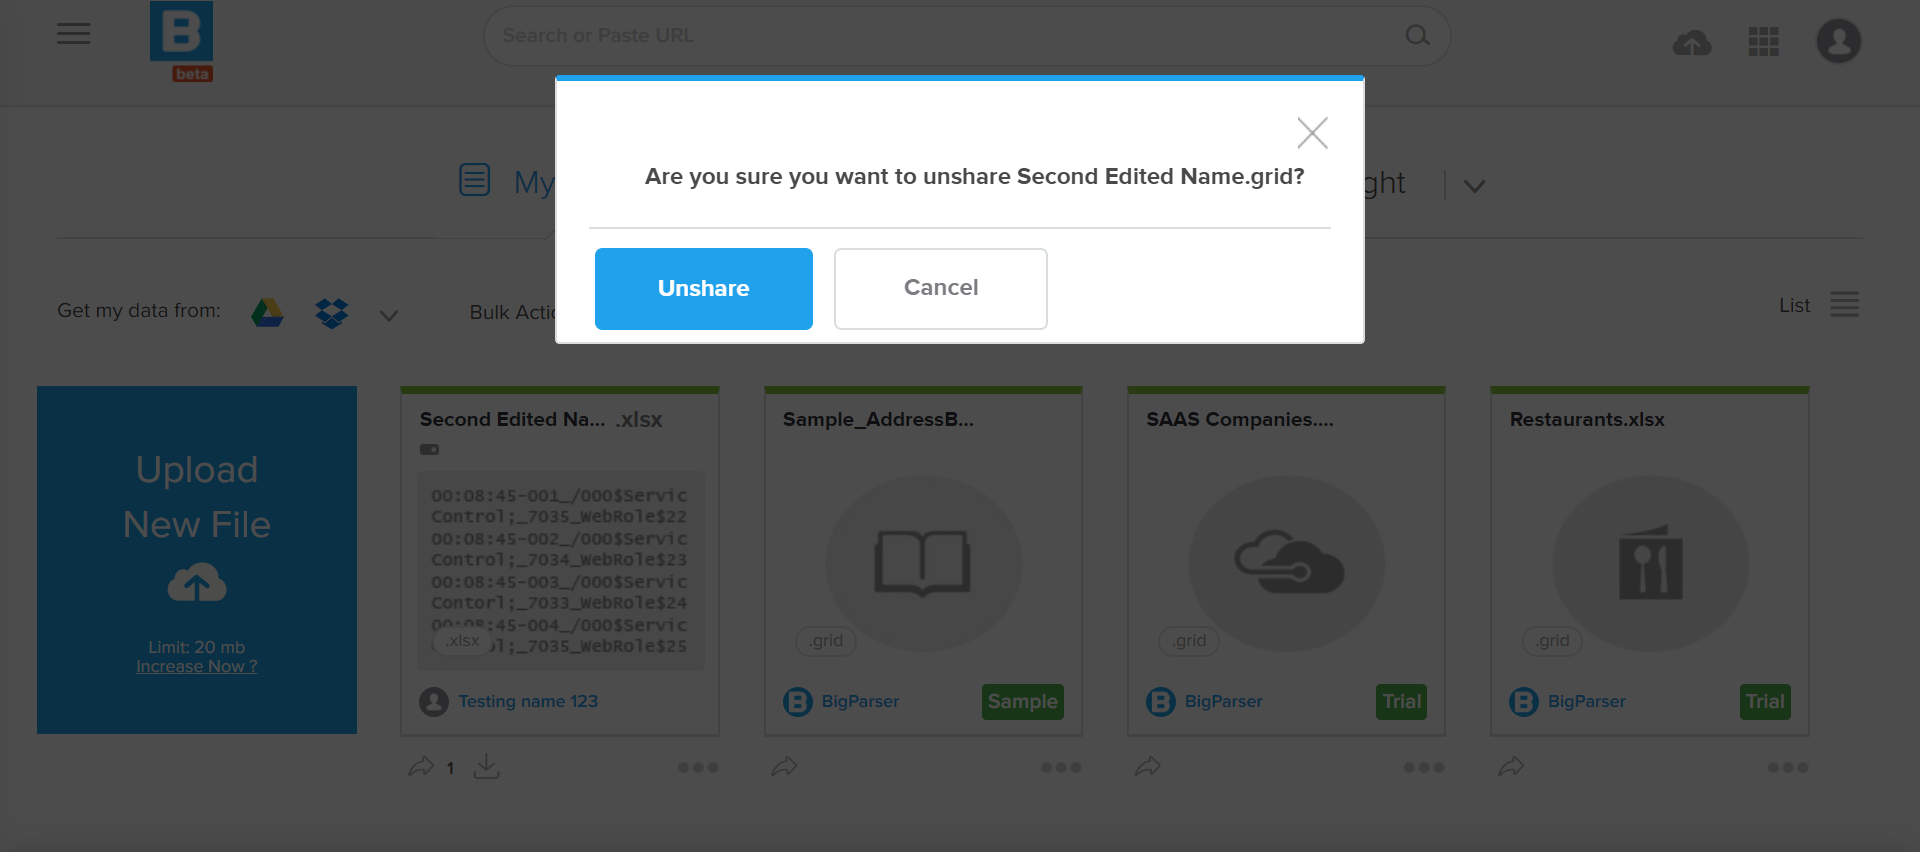 B
beta
Search or Paste URL
Are you sure you want to unshare Second Edited Name.grid?
Unshare
Cancel
My
ght
Get my data from:
Bulk Actio
List
Upload
New File
Limit: 20 mb
Increase Now ?
Second Edited Na... .xlsx
00:08:45-001_/000$Servic
Control;_7035_WebRole$22
00:08:45-002_/000$Servic
Control;_7034_WebRole$23
00:08:45-003_/000$Servic
Contorl;_7033_WebRole$24
00:08:45-004_/000$Servic
.xlsx ol;_7035_WebRole$25
Testing name 123
1
Sample_AddressB...
.grid
B BigParser
Sample
SAAS Companies....
.grid
B BigParser
Trial
Restaurants.xlsx
.grid
B BigParser
Trial